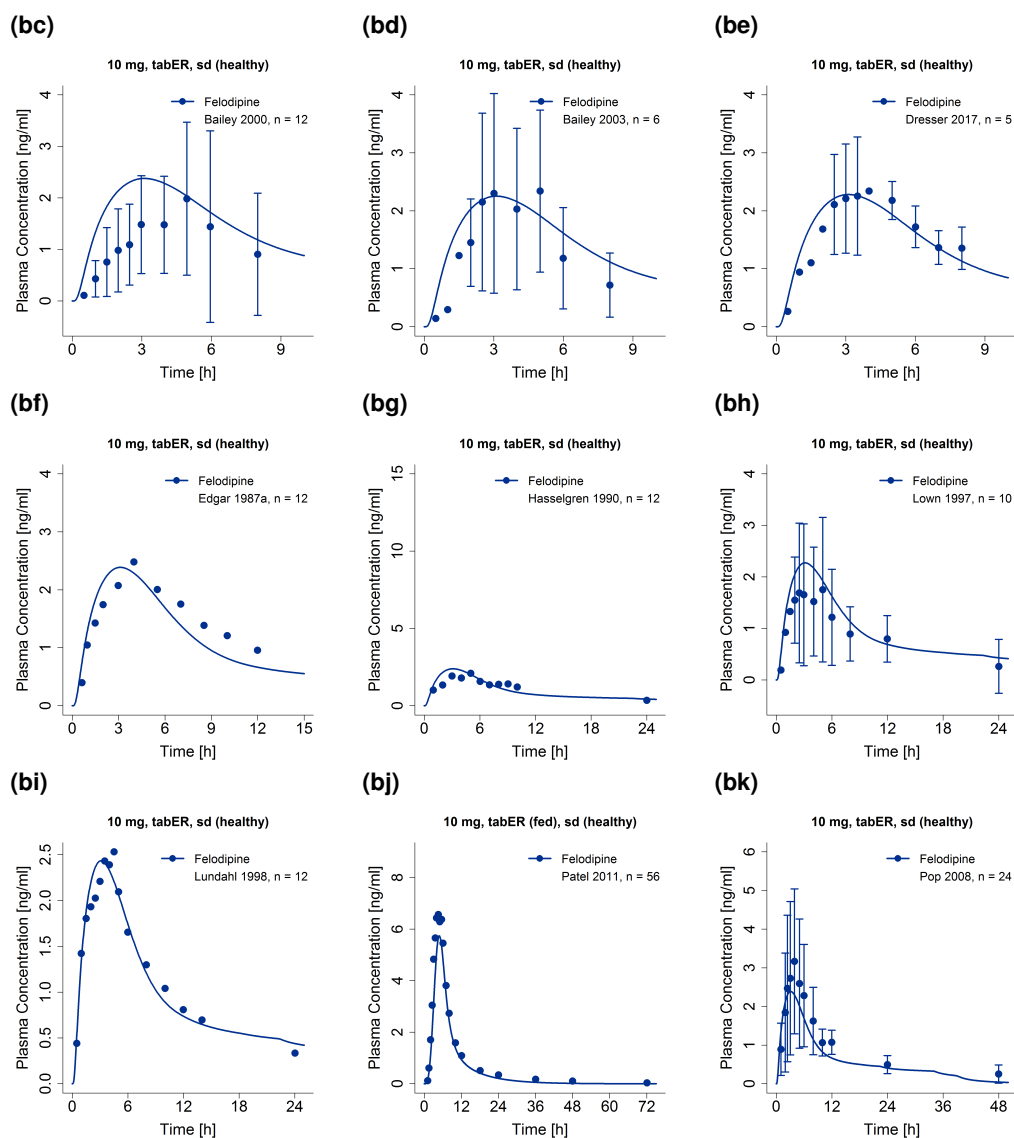 (bc)
10 mg, tabER, sd (healthy)
Felodipine
Bailey 2000, n = 12
Plasma Concentration [ng/ml]
4
3
2
1
0
0 3 6 9
Time [h]
(bd)
10 mg, tabER, sd (healthy)
Felodipine
Bailey 2003, n = 6
Plasma Concentration [ng/ml]
4
3
2
1
0
0 3 6 9
Time [h]
(be)
10 mg, tabER, sd (healthy)
Felodipine
Dresser 2017, n = 5
Plasma Concentration [ng/ml]
4
3
2
1
0
0 3 6 9
Time [h]
(bf)
10 mg, tabER, sd (healthy)
Felodipine
Edgar 1987a, n = 12
Plasma Concentration [ng/ml]
4
3
2
1
0
0 3 6 9 12 15
Time [h]
(bg)
10 mg, tabER, sd (healthy)
Felodipine
Hasselgren 1990, n = 12
Plasma Concentration [ng/ml]
15
10
5
0
0 6 12 18 24
Time [h]
(bh)
10 mg, tabER, sd (healthy)
Felodipine
Lown 1997, n = 10
Plasma Concentration [ng/ml]
4
3
2
1
0
0 6 12 18 24
Time [h]
(bi)
10 mg, tabER, sd (healthy)
Felodipine
Lundahl 1998, n = 12
Plasma Concentration [ng/ml]
2.5
2.0
1.5
1.0
0.5
0.0
0 6 12 18 24
Time [h]
(bj)
10 mg, tabER (fed), sd (healthy)
Felodipine
Patel 2011, n = 56
Plasma Concentration [ng/ml]
8
6
4
2
0
0 12 24 36 48 60 72
Time [h]
(bk)
10 mg, tabER, sd (healthy)
Felodipine
Pop 2008, n = 24
Plasma Concentration [ng/ml]
6
5
4
3
2
1
0
0 12 24 36 48
Time [h]